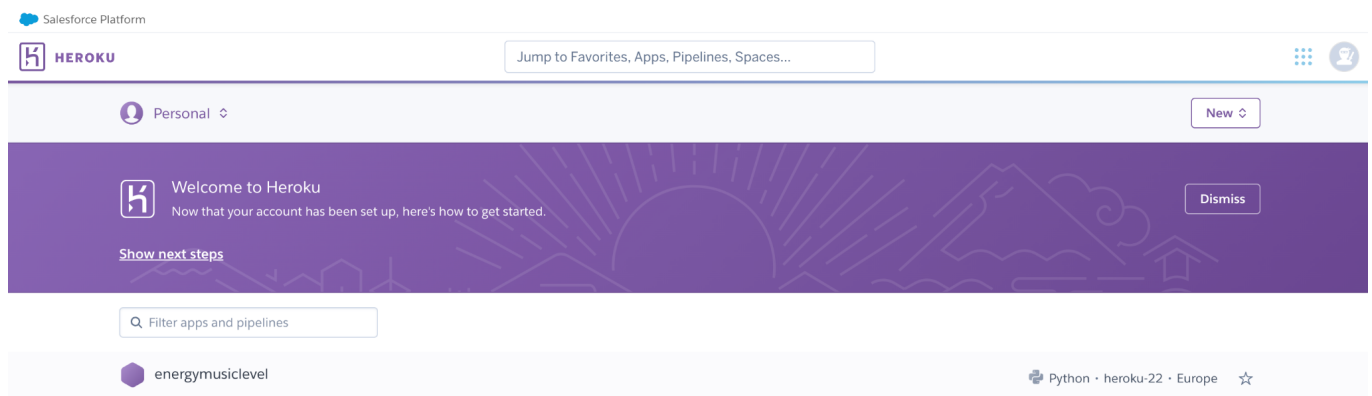 Salesforce Platform
HEROKU
Jump to Favorites, Apps, Pipelines, Spaces...
Personal
New
Welcome to Heroku
Now that your account has been set up, here's how to get started.
Dismiss
Show next steps
Filter apps and pipelines
energymusiclevel
Python · heroku-22 · Europe